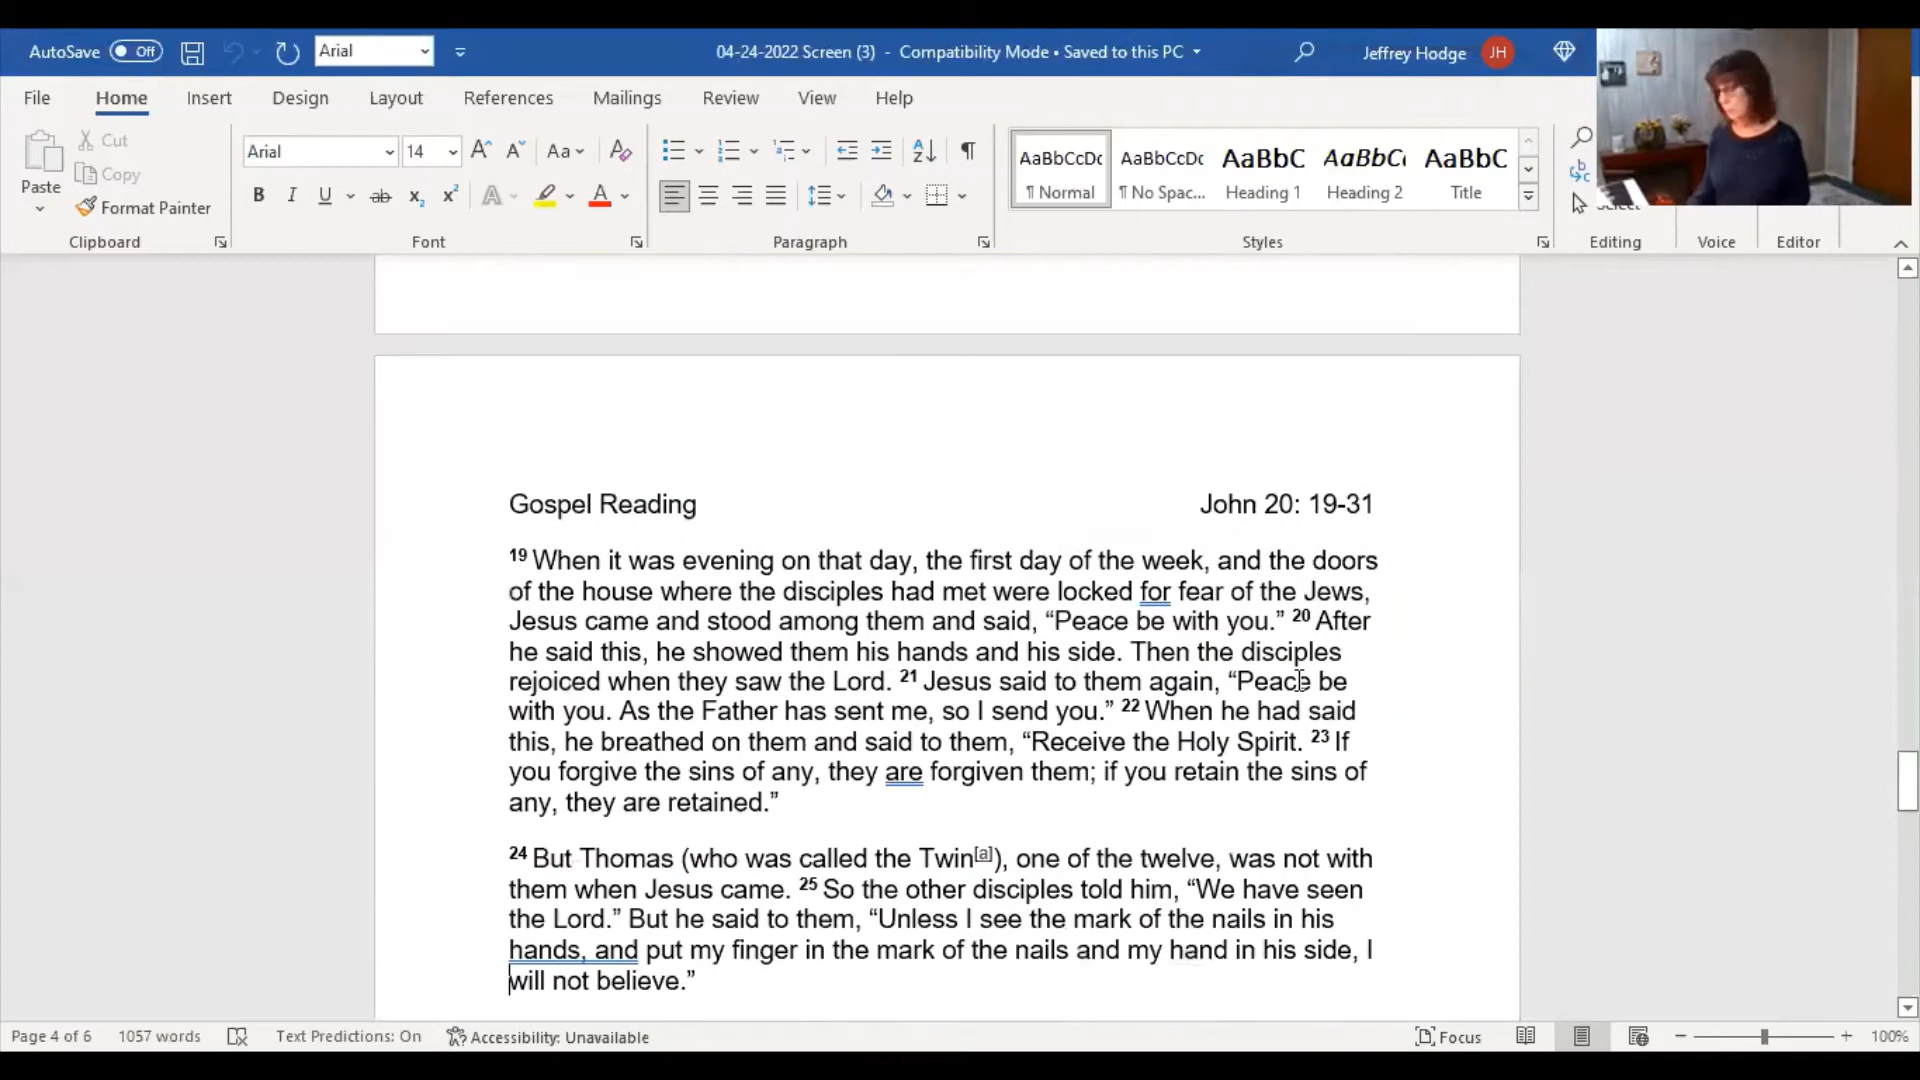 AutoSave Off Arial 04-24-2022 Screen (3) - Compatibility Mode • Saved to this PC Jeffrey Hodge JH
File Home Insert Design Layout References Mailings Review View Help
Paste Cut Copy Format Painter
Arial 14
AaBbCcDc AaBbCcDc AaBbC AaBbC AaBbC
¶ Normal ¶ No Spac... Heading 1 Heading 2 Title
Clipboard Font Paragraph Styles Editing Voice Editor
Gospel Reading John 20: 19-31
19 When it was evening on that day, the first day of the week, and the doors
of the house where the disciples had met were locked for fear of the Jews,
Jesus came and stood among them and said, “Peace be with you.” 20 After
he said this, he showed them his hands and his side. Then the disciples
rejoiced when they saw the Lord. 21 Jesus said to them again, “Peace be
with you. As the Father has sent me, so I send you.” 22 When he had said
this, he breathed on them and said to them, “Receive the Holy Spirit. 23 If
you forgive the sins of any, they are forgiven them; if you retain the sins of
any, they are retained.”
24 But Thomas (who was called the Twin[a]), one of the twelve, was not with
them when Jesus came. 25 So the other disciples told him, “We have seen
the Lord.” But he said to them, “Unless I see the mark of the nails in his
hands, and put my finger in the mark of the nails and my hand in his side, I
will not believe.”
Page 4 of 6 1057 words Text Predictions: On Accessibility: Unavailable Focus 100%